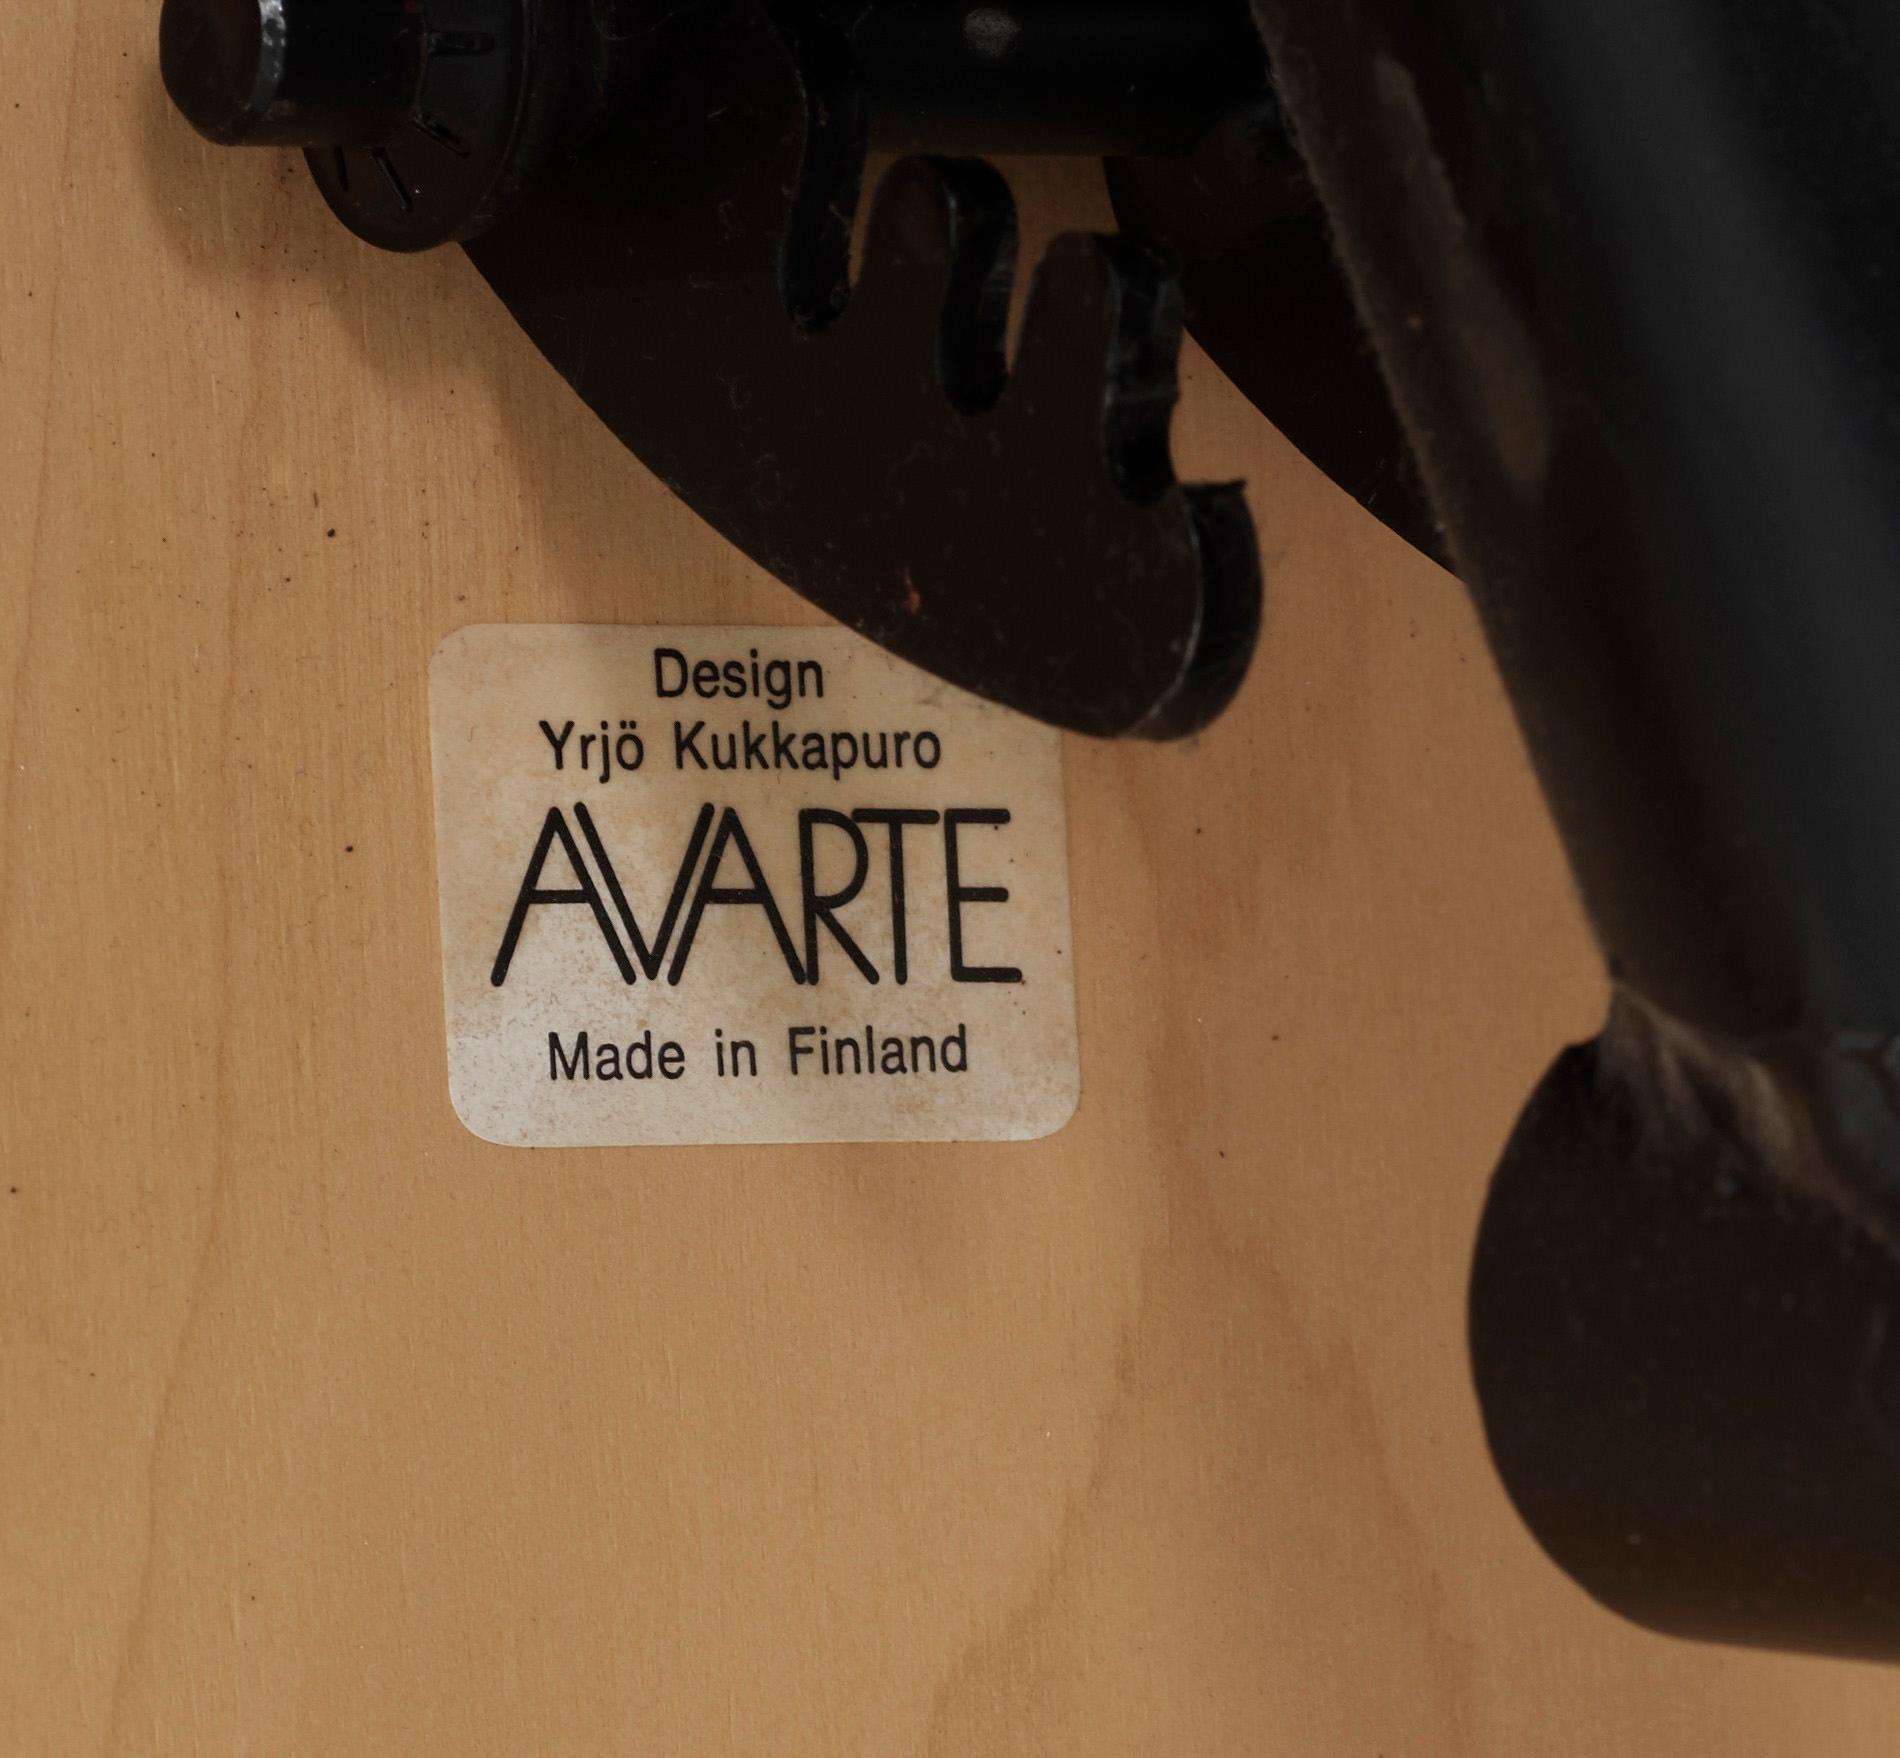 Design
Yrjö Kukkapuro
AVARTE
Made in Finland